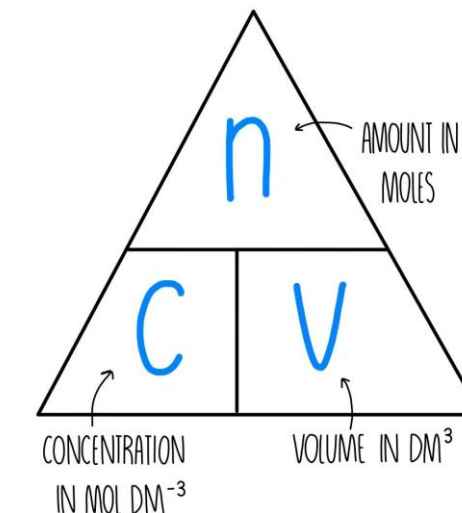 n
AMOUNT IN
MOLES
C
V
CONCENTRATION
IN MOL DM⁻³
VOLUME IN DM³